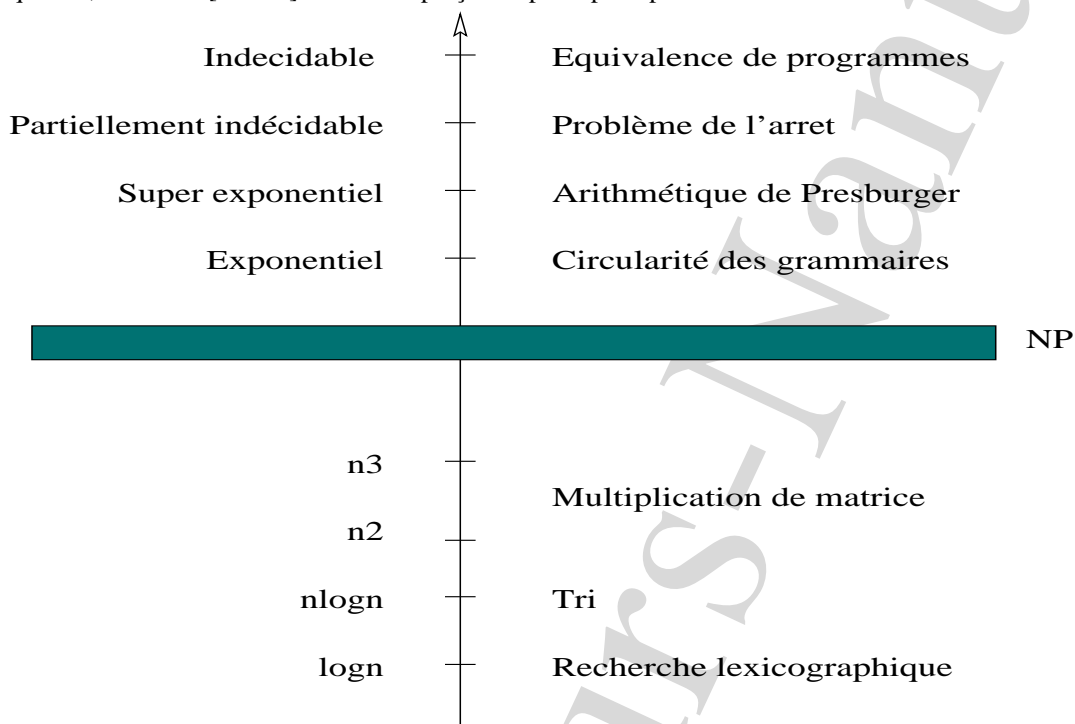 Indecidable Equivalence de programmes
Partiellement indécidable Problème de l'arret
Super exponentiel Arithmétique de Presburger
Exponentiel Circularité des grammaires
NP
n3
Multiplication de matrice
n2
nlogn Tri
logn Recherche lexicographique